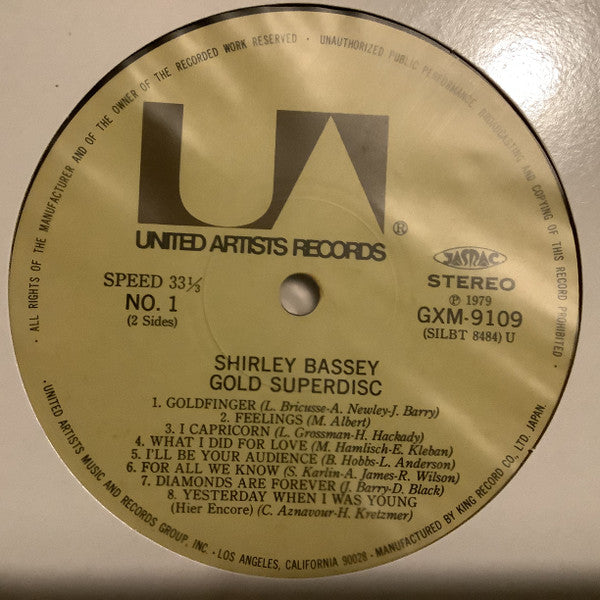 · ALL RIGHTS OF THE MANUFACTURER AND OF THE OWNER OF THE RECORDED WORK RESERVED · UNAUTHORIZED PUBLIC PERFORMANCE BROADCASTING AND COPYING OF THIS RECORD PROHIBITED ·
UA
®
UNITED ARTISTS RECORDS
JASRAC
SPEED 33⅓
STEREO
NO. 1
℗ 1979
(2 Sides)
GXM-9109
(SILBT 8484) U
SHIRLEY BASSEY
GOLD SUPERDISC
1. GOLDFINGER (L. Bricusse-A. Newley-J. Barry)
2. FEELINGS (M. Albert)
3. I CAPRICORN (L. Grossman-H. Hackady)
4. WHAT I DID FOR LOVE (M. Hamlisch-E. Kleban)
5. I'LL BE YOUR AUDIENCE (B. Hobbs-L. Anderson)
6. FOR ALL WE KNOW (S. Karlin-A. James-R. Wilson)
7. DIAMONDS ARE FOREVER (J. Barry-D. Black)
8. YESTERDAY WHEN I WAS YOUNG
(Hier Encore) (C. Aznavour-H. Kretzmer)
· UNITED ARTISTS MUSIC AND RECORDS GROUP, INC. · LOS ANGELES, CALIFORNIA 90028 · MANUFACTURED BY KING RECORD CO., LTD. JAPAN.